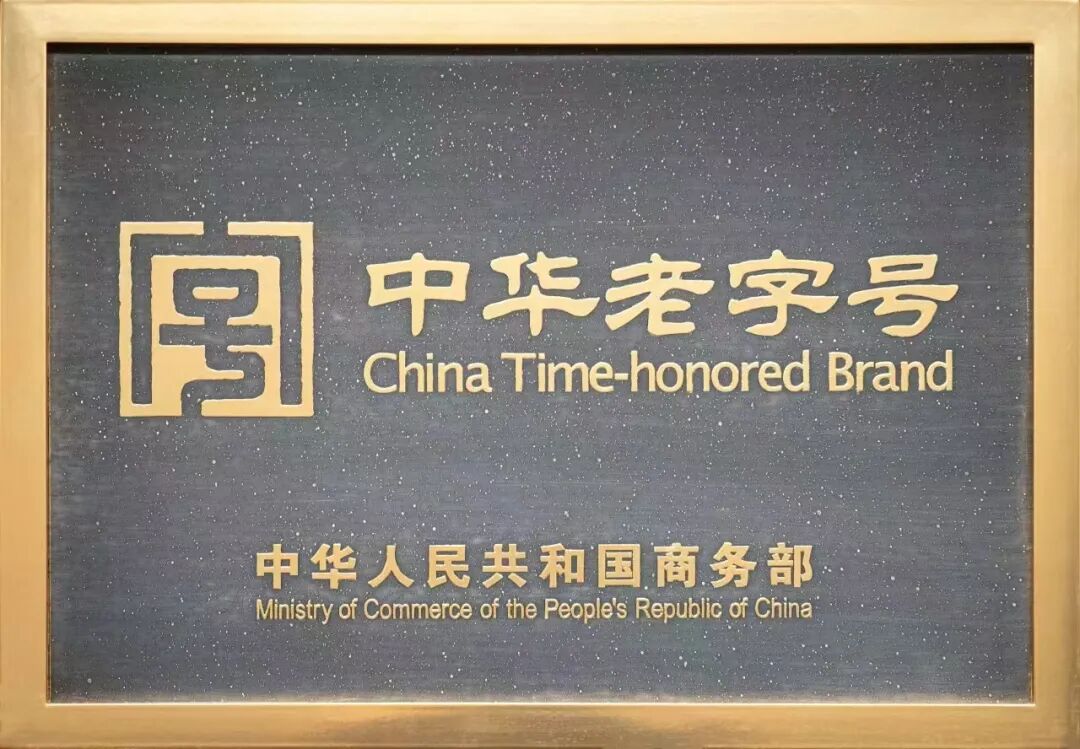 中华老字号
China Time-honored Brand
中华人民共和国商务部
Ministry of Commerce of the People's Republic of China